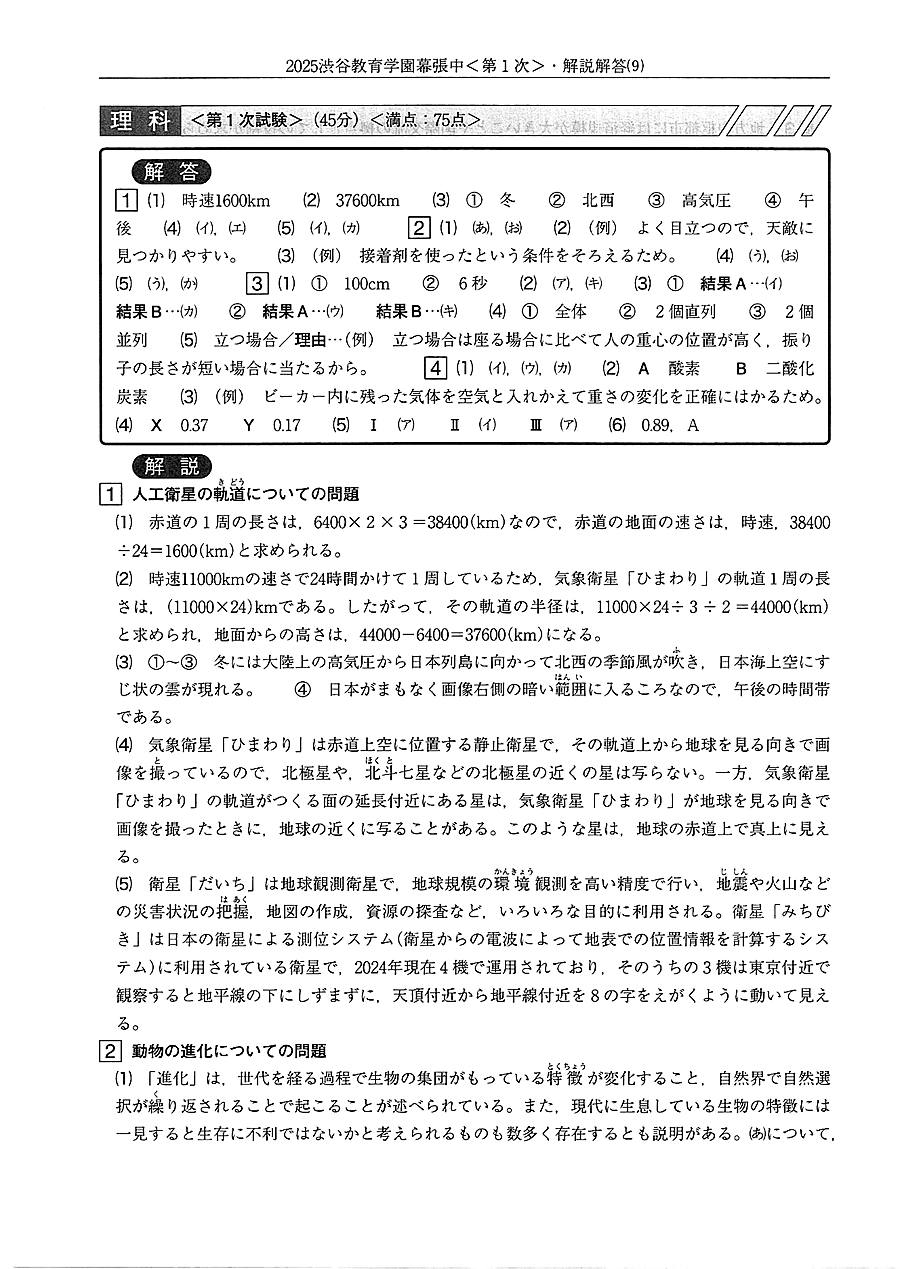 2025渋谷教育学園幕張中＜第１次＞・解説解答(9)
理科 ＜第１次試験＞ （45分）＜満点：75点＞
解答
1 (1) 時速1600km (2) 37600km (3) ① 冬 ② 北西 ③ 高気圧 ④ 午
後 (4) (イ), (エ) (5) (イ), (カ) 2 (1) (あ), (お) (2) （例） よく目立つので，天敵に
見つかりやすい。 (3) （例） 接着剤を使ったという条件をそろえるため。 (4) (う), (お)
(5) (う), (か) 3 (1) ① 100cm ② ６秒 (2) (ア), (キ) (3) ① 結果A…(イ)
結果B…(カ) ② 結果A…(ウ) 結果B…(キ) (4) ① 全体 ② ２個直列 ③ ２個
並列 (5) 立つ場合／理由…（例） 立つ場合は座る場合に比べて人の重心の位置が高く，振り
子の長さが短い場合に当たるから。 4 (1) (イ), (ウ), (カ) (2) A 酸素 B 二酸化
炭素 (3) （例） ビーカー内に残った気体を空気と入れかえて重さの変化を正確にはかるため。
(4) X 0.37 Y 0.17 (5) Ⅰ (ア) Ⅱ (イ) Ⅲ (ア) (6) 0.89, A
解説
1 人工衛星の軌道についての問題
(1) 赤道の１周の長さは，6400×２×３＝38400(km)なので，赤道の地面の速さは，時速，38400
÷24＝1600(km)と求められる。
(2) 時速11000kmの速さで24時間かけて１周しているため，気象衛星「ひまわり」の軌道１周の長
さは，(11000×24)kmである。したがって，その軌道の半径は，11000×24÷３÷２＝44000(km)
と求められ，地面からの高さは，44000−6400＝37600(km)になる。
(3) ①～③ 冬には大陸上の高気圧から日本列島に向かって北西の季節風が吹き，日本海上空にす
じ状の雲が現れる。 ④ 日本がまもなく画像右側の暗い範囲に入るころなので，午後の時間帯
である。
(4) 気象衛星「ひまわり」は赤道上空に位置する静止衛星で，その軌道上から地球を見る向きで画
像を撮っているので，北極星や，北斗七星などの北極星の近くの星は写らない。一方，気象衛星
「ひまわり」の軌道がつくる面の延長付近にある星は，気象衛星「ひまわり」が地球を見る向きで
画像を撮ったときに，地球の近くに写ることがある。このような星は，地球の赤道上で真上に見え
る。
(5) 衛星「だいち」は地球観測衛星で，地球規模の環境観測を高い精度で行い，地震や火山など
の災害状況の把握，地図の作成，資源の探査など，いろいろな目的に利用される。衛星「みちび
き」は日本の衛星による測位システム(衛星からの電波によって地表での位置情報を計算するシス
テム)に利用されている衛星で，2024年現在４機で運用されており，そのうちの３機は東京付近で
観察すると地平線の下にしずまずに，天頂付近から地平線付近を８の字をえがくように動いて見え
る。
2 動物の進化についての問題
(1) 「進化」は，世代を経る過程で生物の集団がもっている特徴が変化すること，自然界で自然選
択が繰り返されることで起こることが述べられている。また，現代に生息している生物の特徴には
一見すると生存に不利ではないかと考えられるものも数多く存在するとも説明がある。(あ)について，